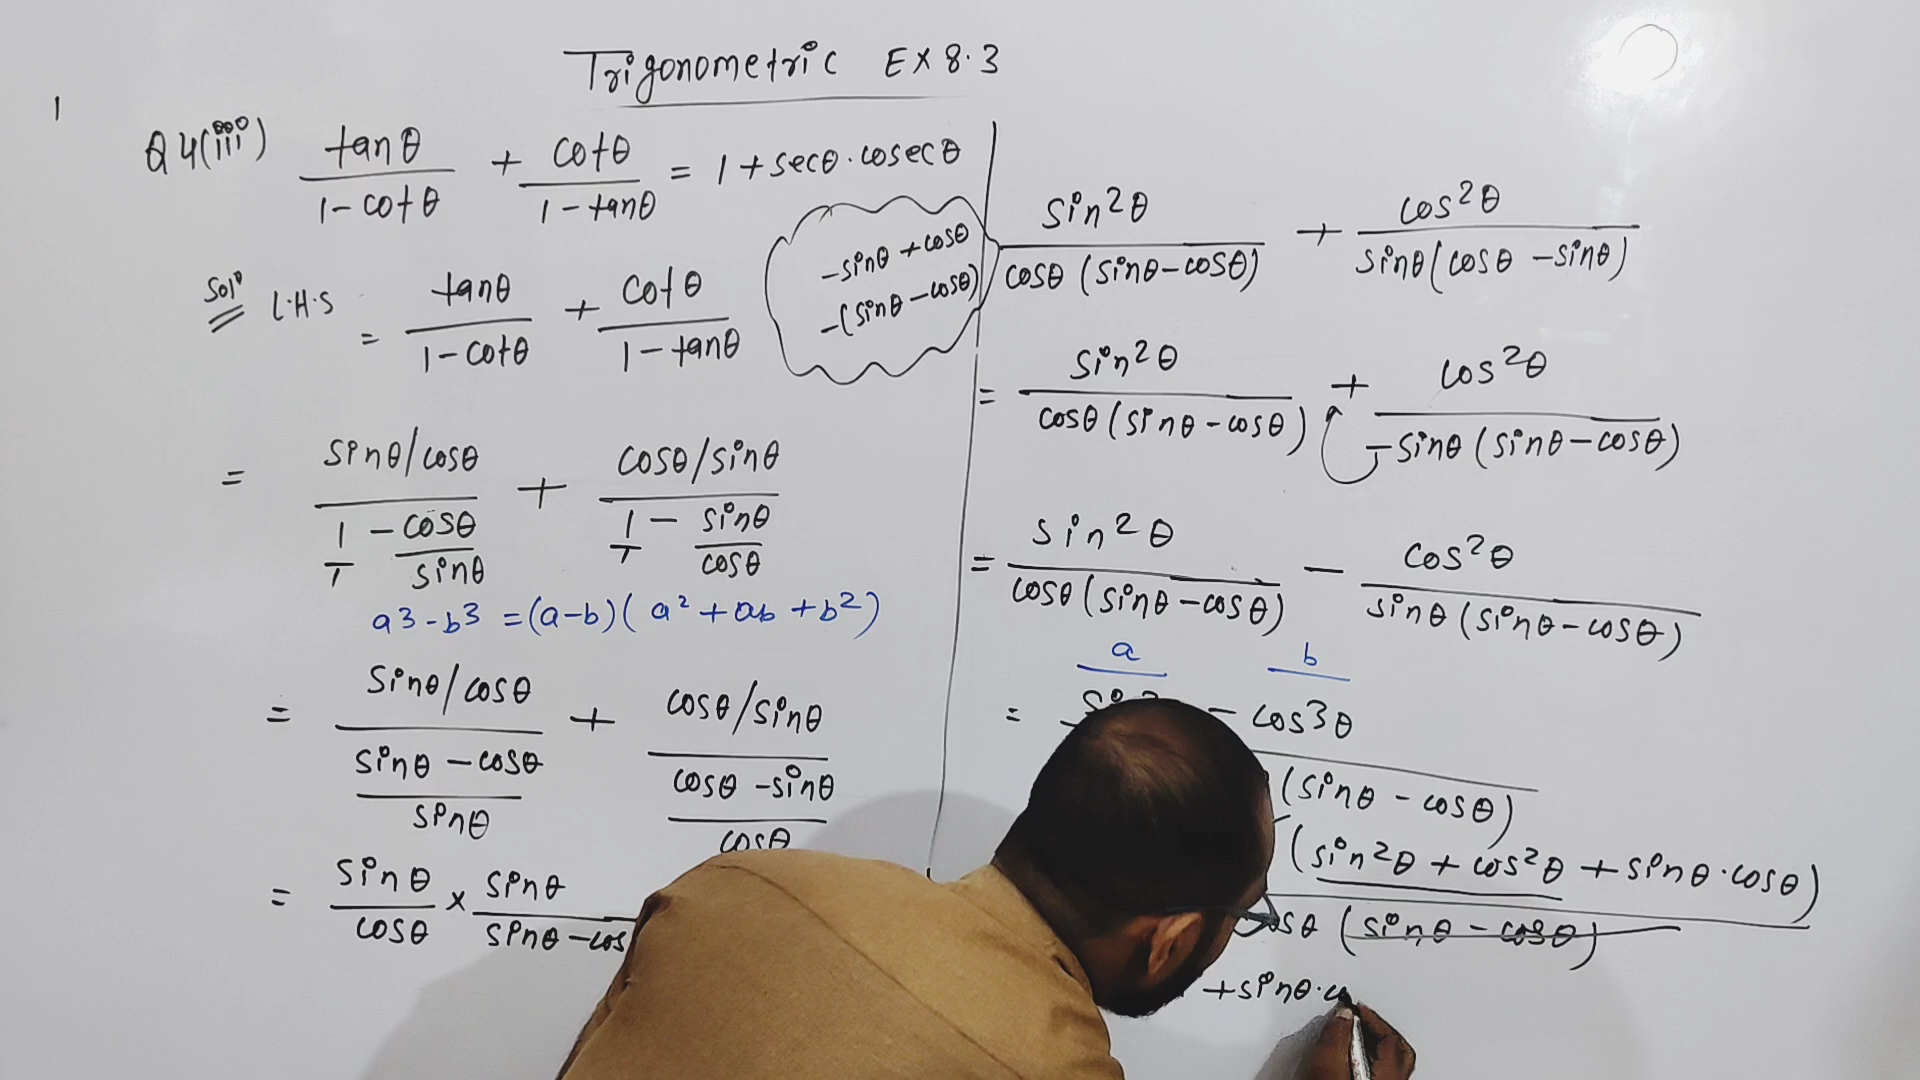 Trigonometric EX 8.3
Q4(iii) tanθ/(1-cotθ) + cotθ/(1-tanθ) = 1+secθ.cosecθ
Solⁿ L.H.S
= tanθ/(1-cotθ) + cotθ/(1-tanθ)
-sinθ+cosθ
-(sinθ-cosθ)
= (sinθ/cosθ)/(1/1 - cosθ/sinθ) + (cosθ/sinθ)/(1/1 - sinθ/cosθ)
a³-b³ = (a-b)(a²+ab+b²)
= (sinθ/cosθ)/((sinθ-cosθ)/sinθ) + (cosθ/sinθ)/((cosθ-sinθ)/cosθ)
= sinθ/cosθ × sinθ/(sinθ-cos
sin²θ/(cosθ(sinθ-cosθ)) + cos²θ/(sinθ(cosθ-sinθ))
= sin²θ/(cosθ(sinθ-cosθ)) + cos²θ/(-sinθ(sinθ-cosθ))
= sin²θ/(cosθ(sinθ-cosθ)) - cos²θ/(sinθ(sinθ-cosθ))
a b
= - cos³θ
(sinθ-cosθ)
(sin²θ+cos²θ+sinθ.cosθ)
osθ (sinθ-cosθ)
+sinθ.c